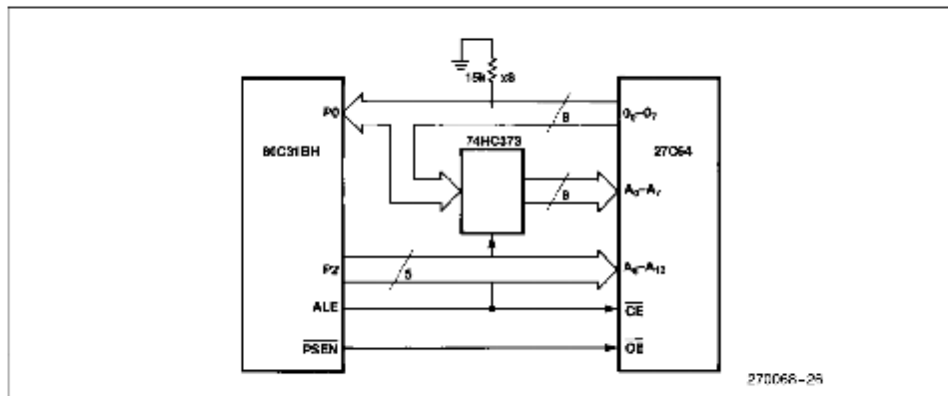 15k x8
P0
8
O₀–O₇
80C31BH
74HC373
27C64
8
A₀–A₇
P2
5
A₈–A₁₂
ALE
CE
PSEN
OE
270068-26